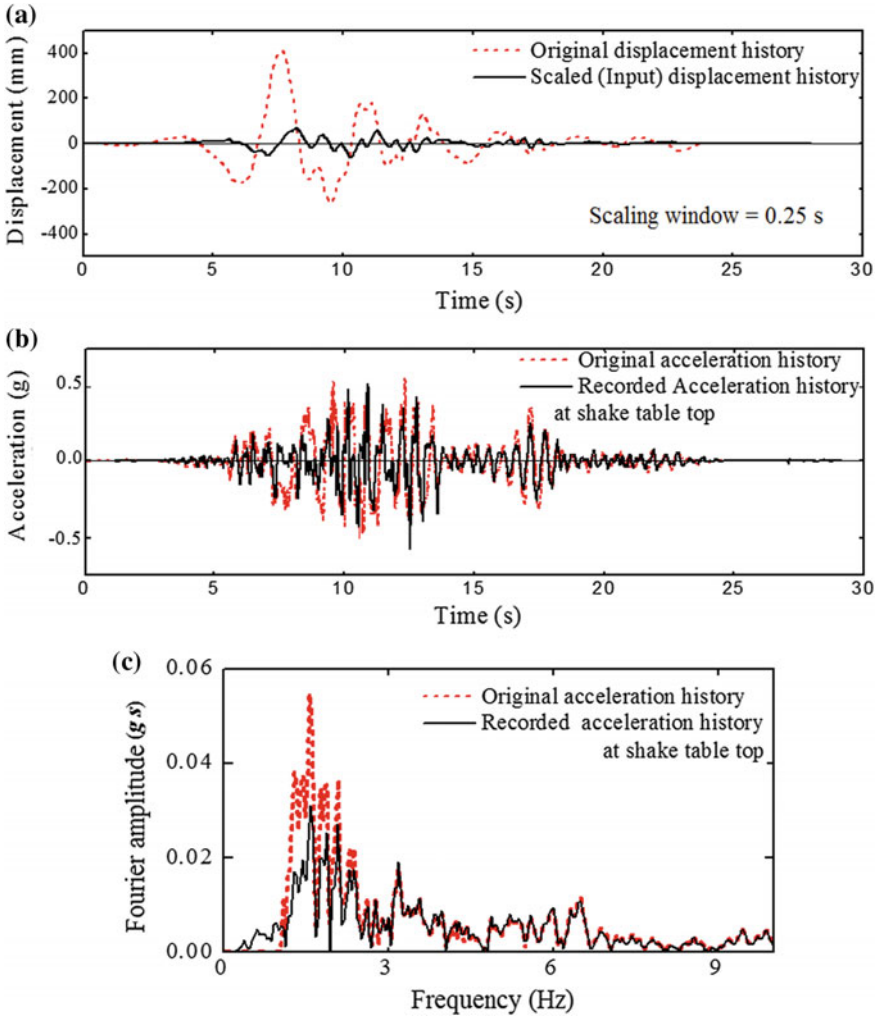 (a)
400
200
0
-200
-400
Displacement (mm)
Original displacement history
Scaled (Input) displacement history
Scaling window = 0.25 s
0 5 10 15 20 25 30
Time (s)
(b)
0.5
0.0
-0.5
Acceleration (g)
Original acceleration history
Recorded Acceleration history
at shake table top
0 5 10 15 20 25 30
Time (s)
(c)
0.06
0.04
0.02
0.00
Fourier amplitude (g s)
Original acceleration history
Recorded acceleration history
at shake table top
0 3 6 9
Frequency (Hz)